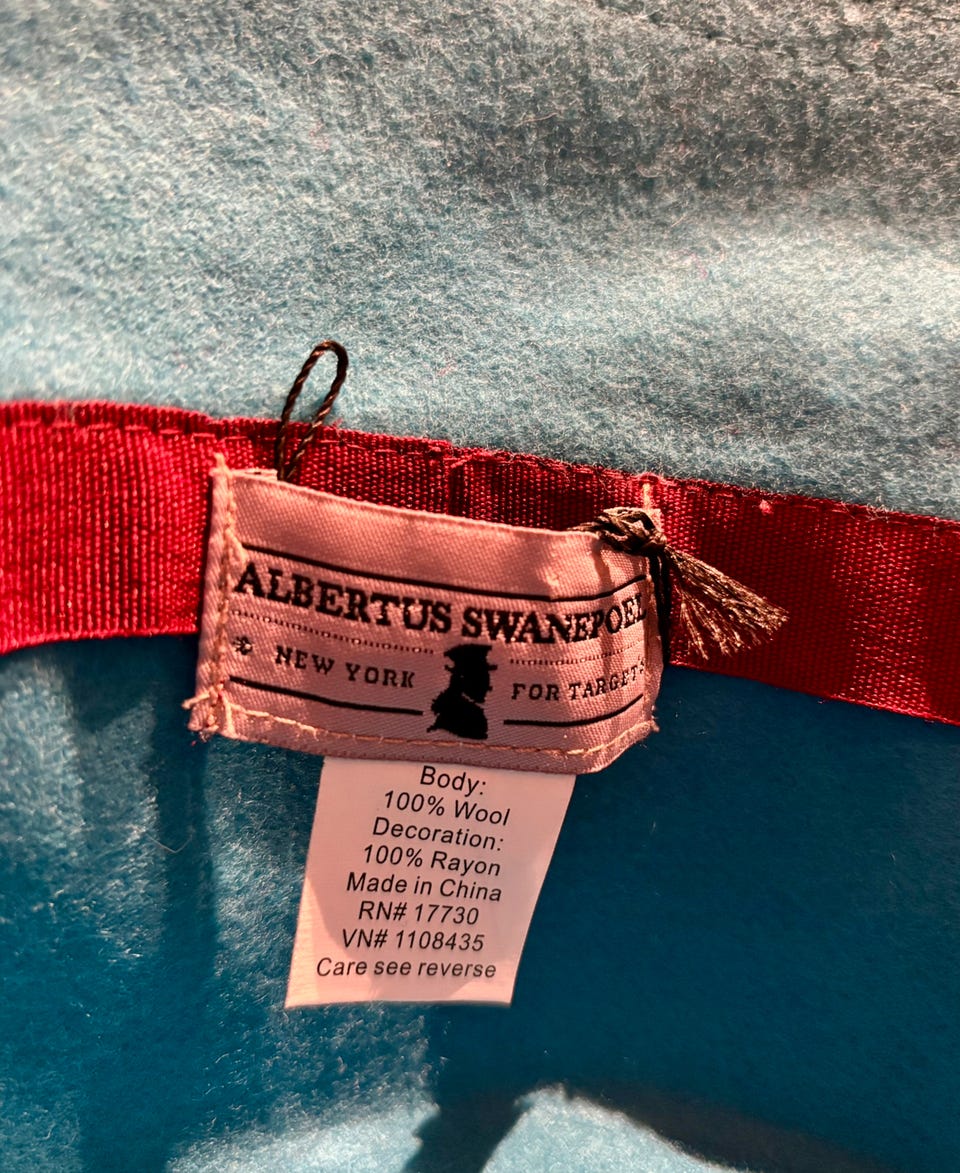 ALBERTUS SWANEPOEL
NEW YORK
FOR TARGET
Body:
100% Wool
Decoration:
100% Rayon
Made in China
RN# 17730
VN# 1108435
Care see reverse